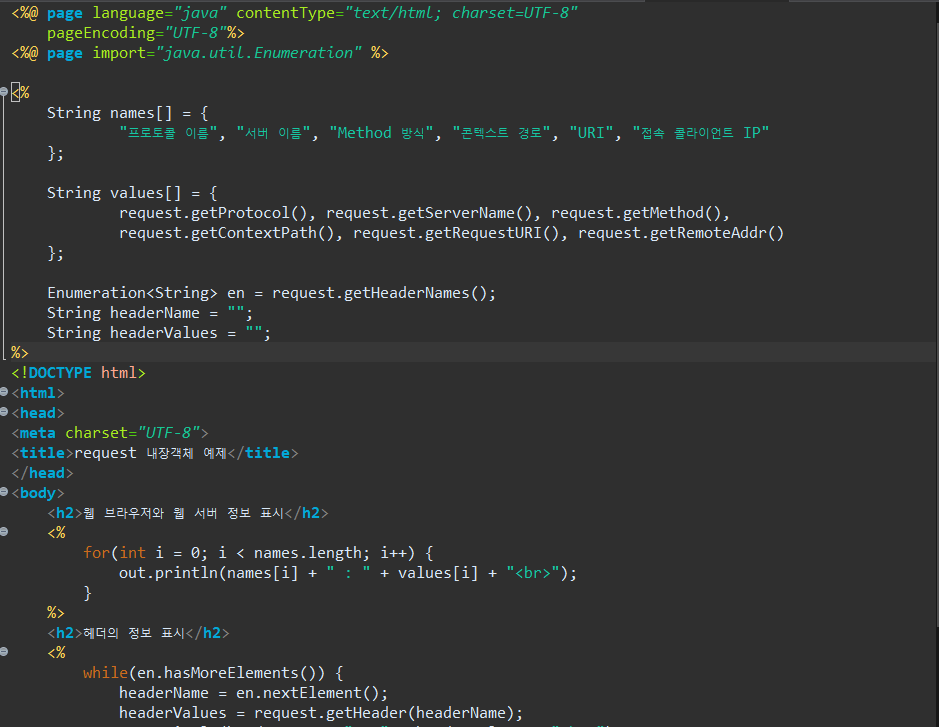 <%@ page language="java" contentType="text/html; charset=UTF-8"
    pageEncoding="UTF-8"%>
<%@ page import="java.util.Enumeration" %>
<%
    String names[] = {
            "프로토콜 이름", "서버 이름", "Method 방식", "콘텍스트 경로", "URI", "접속 콜라이언트 IP"
    };
    String values[] = {
            request.getProtocol(), request.getServerName(), request.getMethod(),
            request.getContextPath(), request.getRequestURI(), request.getRemoteAddr()
    };
    Enumeration<String> en = request.getHeaderNames();
    String headerName = "";
    String headerValues = "";
%>
<!DOCTYPE html>
<html>
<head>
<meta charset="UTF-8">
<title>request 내장객체 예제</title>
</head>
<body>
    <h2>웹 브라우저와 웹 서버 정보 표시</h2>
    <%
        for(int i = 0; i < names.length; i++) {
            out.println(names[i] + " : " + values[i] + "<br>");
        }
    %>
    <h2>헤더의 정보 표시</h2>
    <%
        while(en.hasMoreElements()) {
            headerName = en.nextElement();
            headerValues = request.getHeader(headerName);